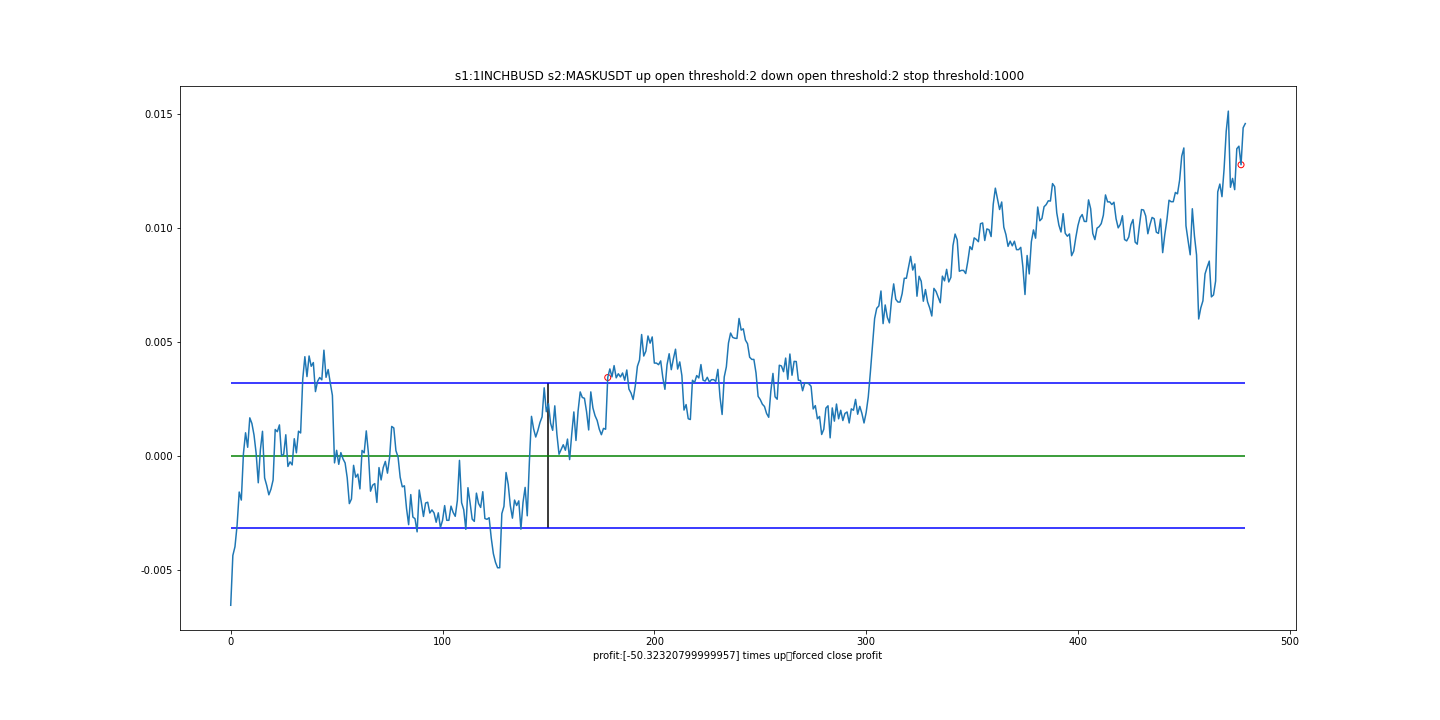 s1:1INCHBUSD s2:MASKUSDT up open threshold:2 down open threshold:2 stop threshold:1000
0.015
0.010
0.005
0.000
-0.005
0 100 200 300 400 500
profit:[-50.32320799999957] times up▯forced close profit